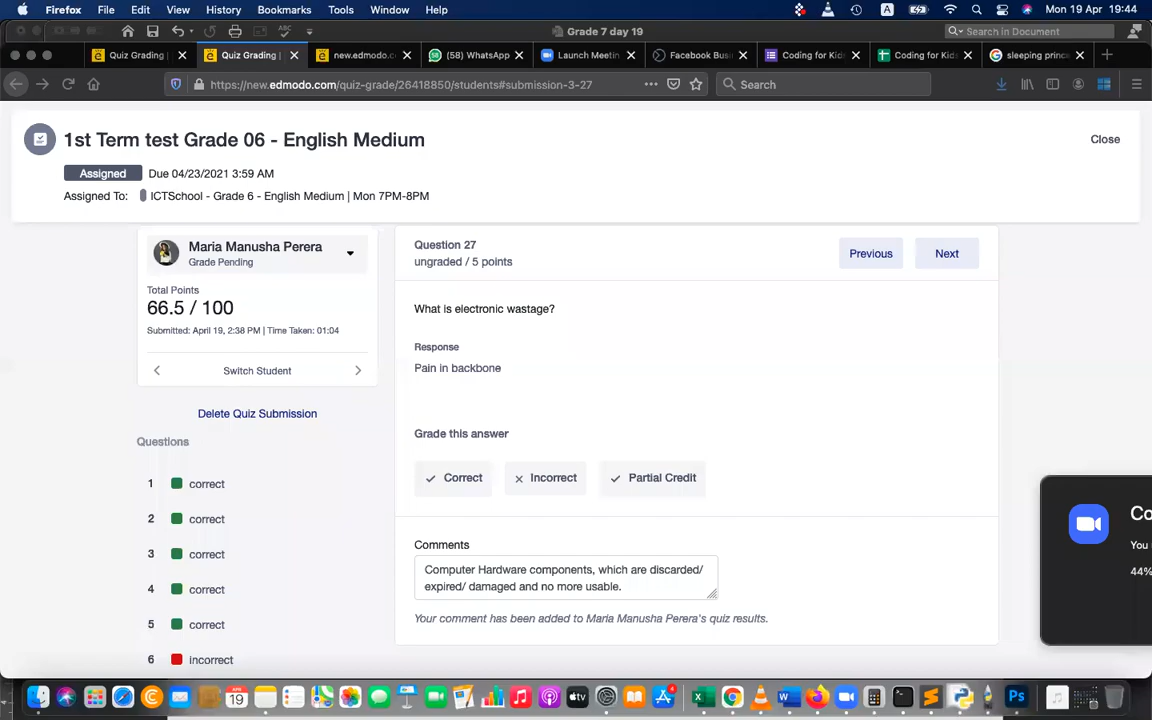 Firefox File Edit View History Bookmarks Tools Window Help A Mon 19 Apr 19:44
Grade 7 day 19 Search in Document
Quiz Grading Quiz Grading new.edmodo.c (58) WhatsApp Launch Meetin Facebook Busi Coding for Kid Coding for Kid sleeping princ
https://new.edmodo.com/quiz-grade/26418850/students#submission-3-27 Search
1st Term test Grade 06 - English Medium Close
Assigned Due 04/23/2021 3:59 AM
Assigned To: ICTSchool - Grade 6 - English Medium | Mon 7PM-8PM
Maria Manusha Perera
Grade Pending
Total Points
66.5 / 100
Submitted: April 19, 2:38 PM | Time Taken: 01:04
Switch Student
Delete Quiz Submission
Questions
1 correct
2 correct
3 correct
4 correct
5 correct
6 incorrect
Question 27
ungraded / 5 points
Previous Next
What is electronic wastage?
Response
Pain in backbone
Grade this answer
Correct Incorrect Partial Credit
Comments
Computer Hardware components, which are discarded/
expired/ damaged and no more usable.
Your comment has been added to Maria Manusha Perera's quiz results.
Co
You
44%
APR
19
tv
W
Ps